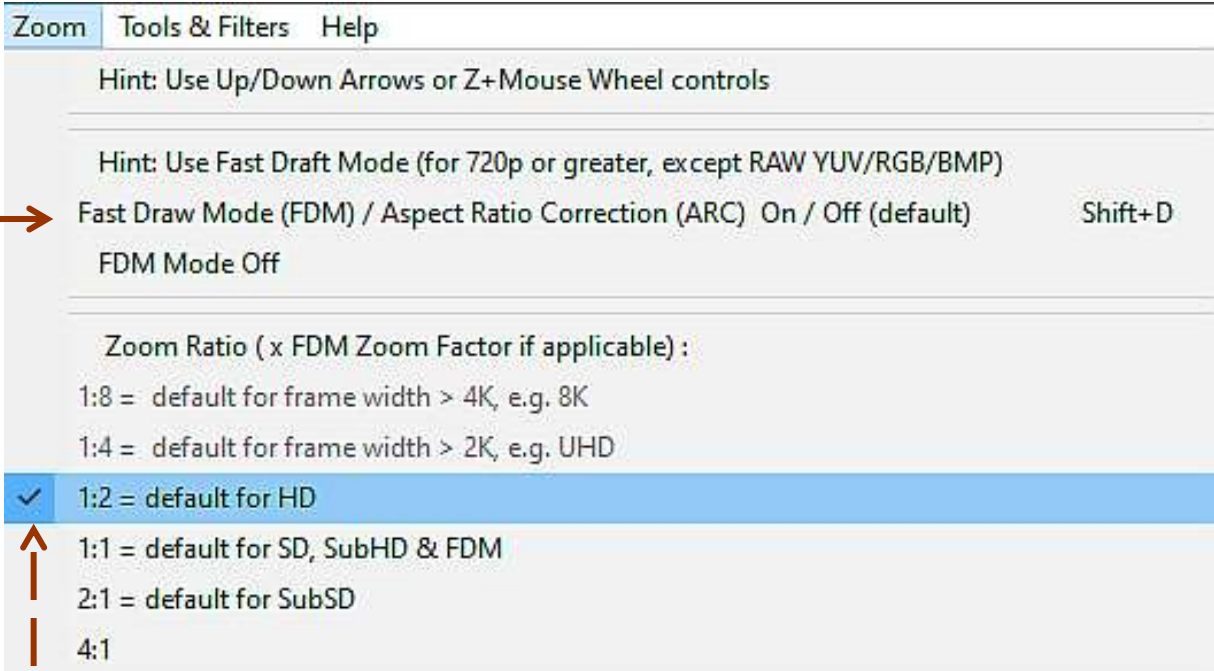 Zoom Tools & Filters Help
Hint: Use Up/Down Arrows or Z+Mouse Wheel controls
Hint: Use Fast Draft Mode (for 720p or greater, except RAW YUV/RGB/BMP)
Fast Draw Mode (FDM) / Aspect Ratio Correction (ARC) On / Off (default) Shift+D
FDM Mode Off
Zoom Ratio ( x FDM Zoom Factor if applicable) :
1:8 = default for frame width > 4K, e.g. 8K
1:4 = default for frame width > 2K, e.g. UHD
1:2 = default for HD
1:1 = default for SD, SubHD & FDM
2:1 = default for SubSD
4:1